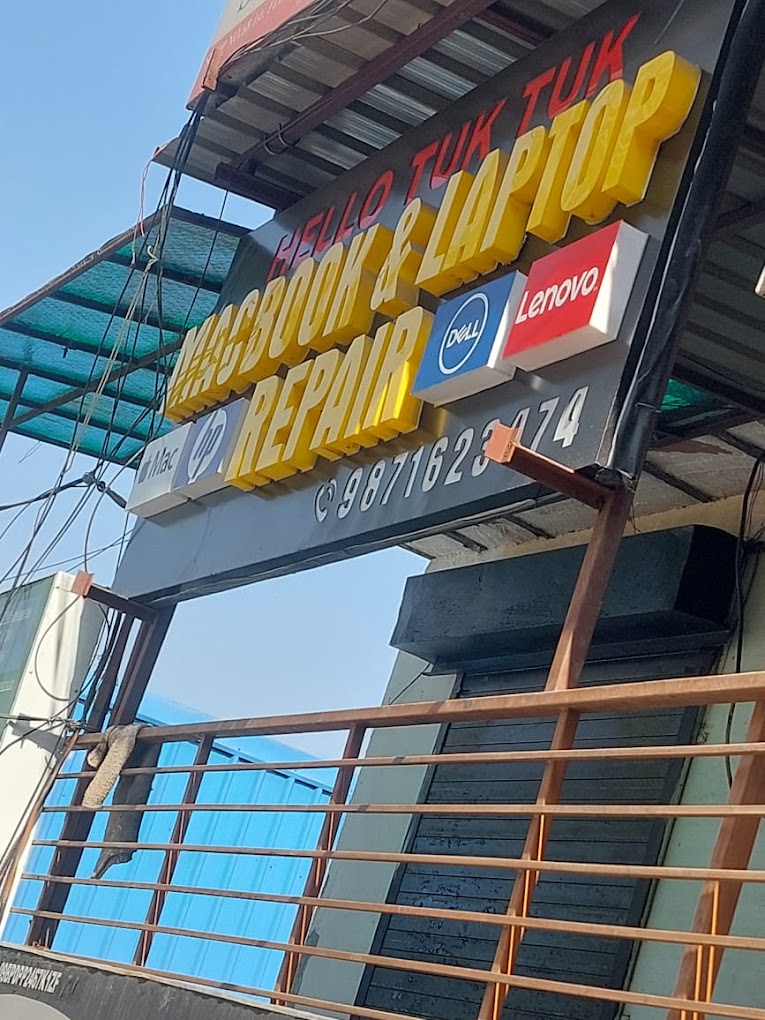 HELLO TUK TUK
MACBOOK & LAPTOP
REPAIR
Mac
hp
DELL
Lenovo